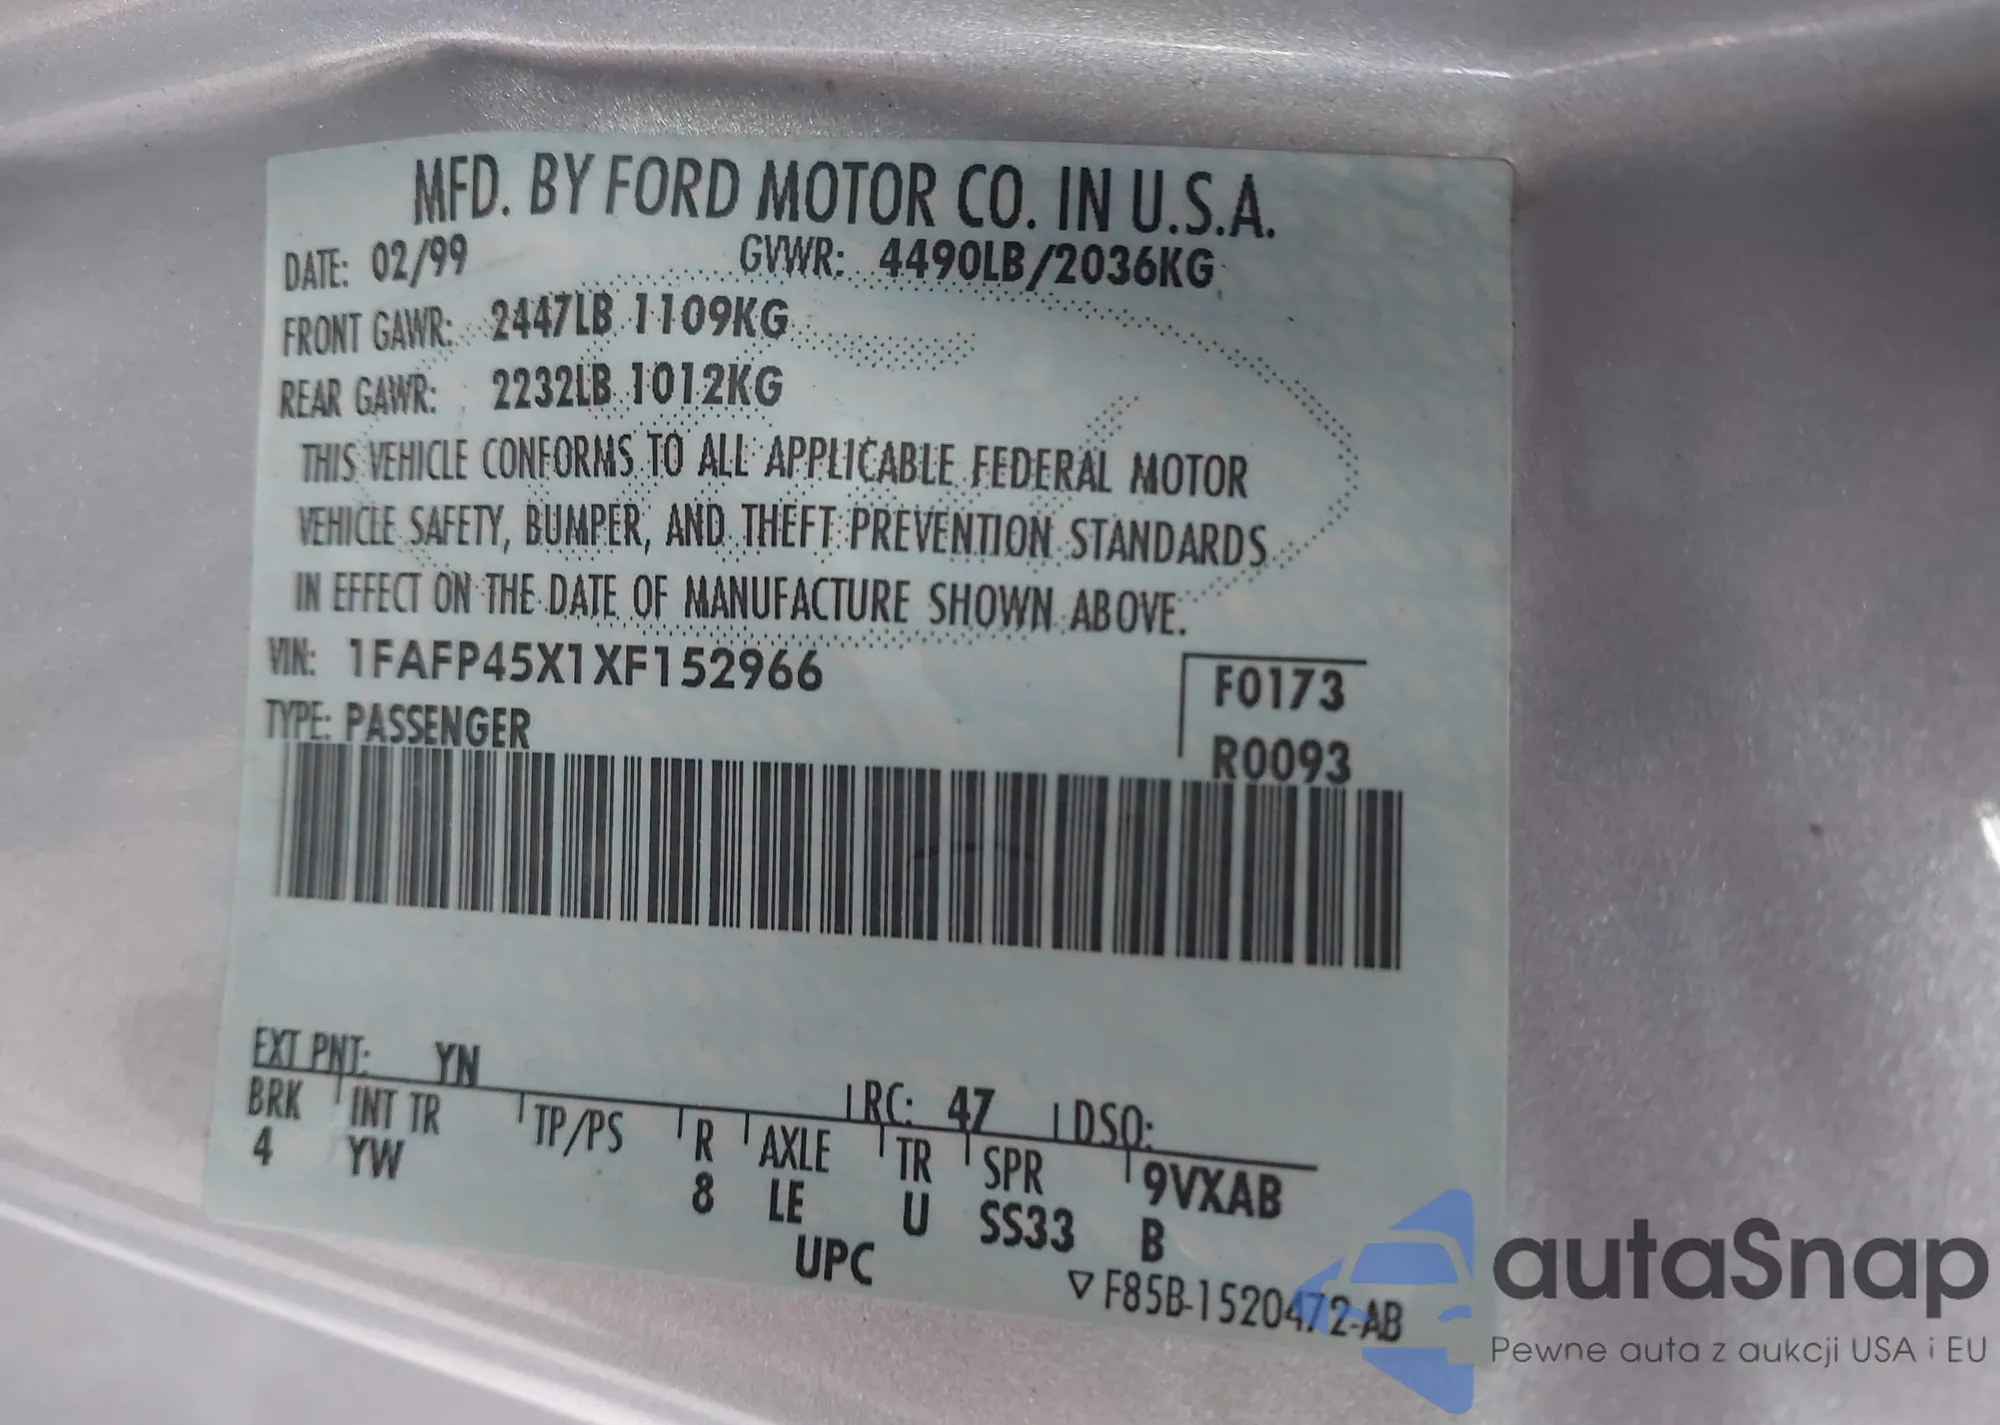 MFD. BY FORD MOTOR CO. IN U.S.A.
DATE: 02/99 GVWR: 4490LB/2036KG
FRONT GAWR: 2447LB 1109KG
REAR GAWR: 2232LB 1012KG
THIS VEHICLE CONFORMS TO ALL APPLICABLE FEDERAL MOTOR
VEHICLE SAFETY, BUMPER, AND THEFT PREVENTION STANDARDS
IN EFFECT ON THE DATE OF MANUFACTURE SHOWN ABOVE.
VIN: 1FAFP45X1XF152966
F0173
TYPE: PASSENGER
R0093
EXT PNT: YN RC: 47 DSO:
BRK INT TR TP/PS R AXLE TR SPR 9VXAB
4 YW 8 LE U SS33 B
UPC
▽ F85B-1520472-AB
autaSnap
Pewne auta z aukcji USA i EU